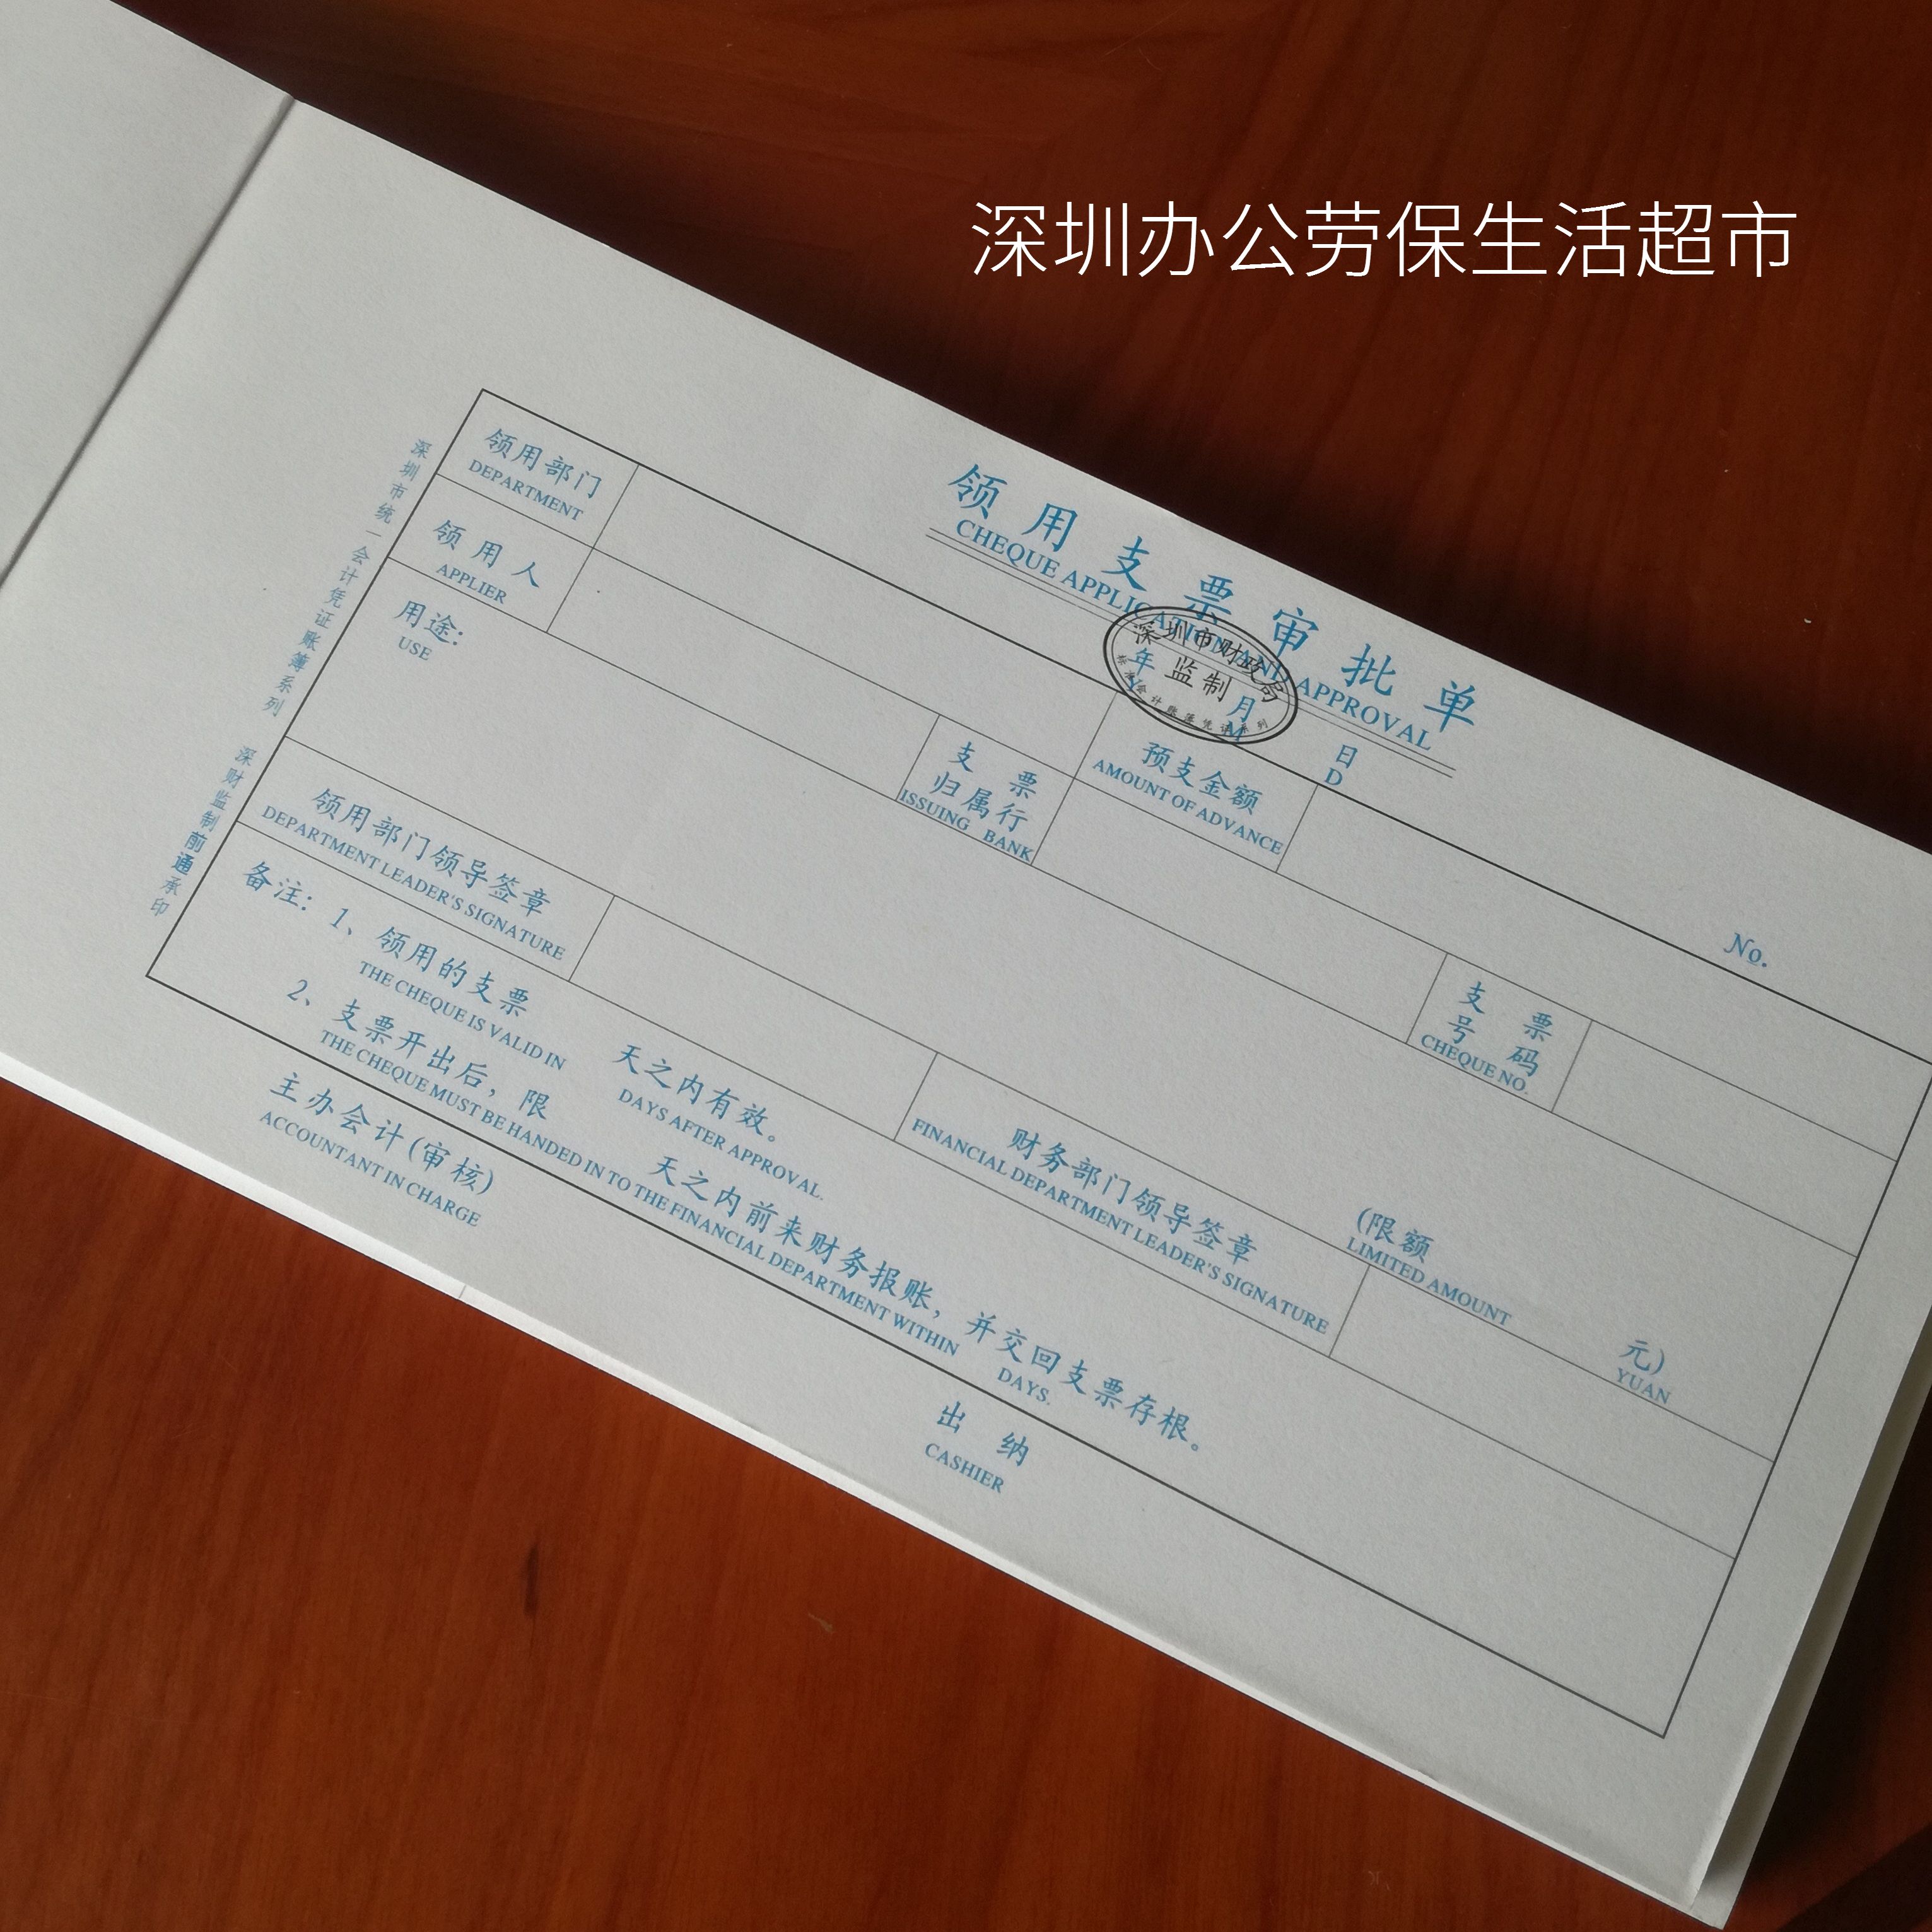 深圳办公劳保生活超市
领用支票审批单
CHEQUE APPLICATION AND APPROVAL
深圳市财政局
监制
年 月 日
Y M D
No.
领用部门
DEPARTMENT
预支金额
AMOUNT OF ADVANCE
领用人
APPLIER
支票
归属行
ISSUING BANK
支票
号码
CHEQUE NO.
用途:
USE
(限额 元)
LIMITED AMOUNT YUAN
领用部门领导签章
DEPARTMENT LEADER'S SIGNATURE
财务部门领导签章
FINANCIAL DEPARTMENT LEADER'S SIGNATURE
备注: 1、领用的支票 天之内有效。
THE CHEQUE IS VALID IN DAYS AFTER APPROVAL.
2、支票开出后，限 天之内前来财务报账，并交回支票存根。
THE CHEQUE MUST BE HANDED IN TO THE FINANCIAL DEPARTMENT WITHIN DAYS.
主办会计(审核)
ACCOUNTANT IN CHARGE
出纳
CASHIER
深圳市统一会计凭证账簿系列 深财监制前通承印